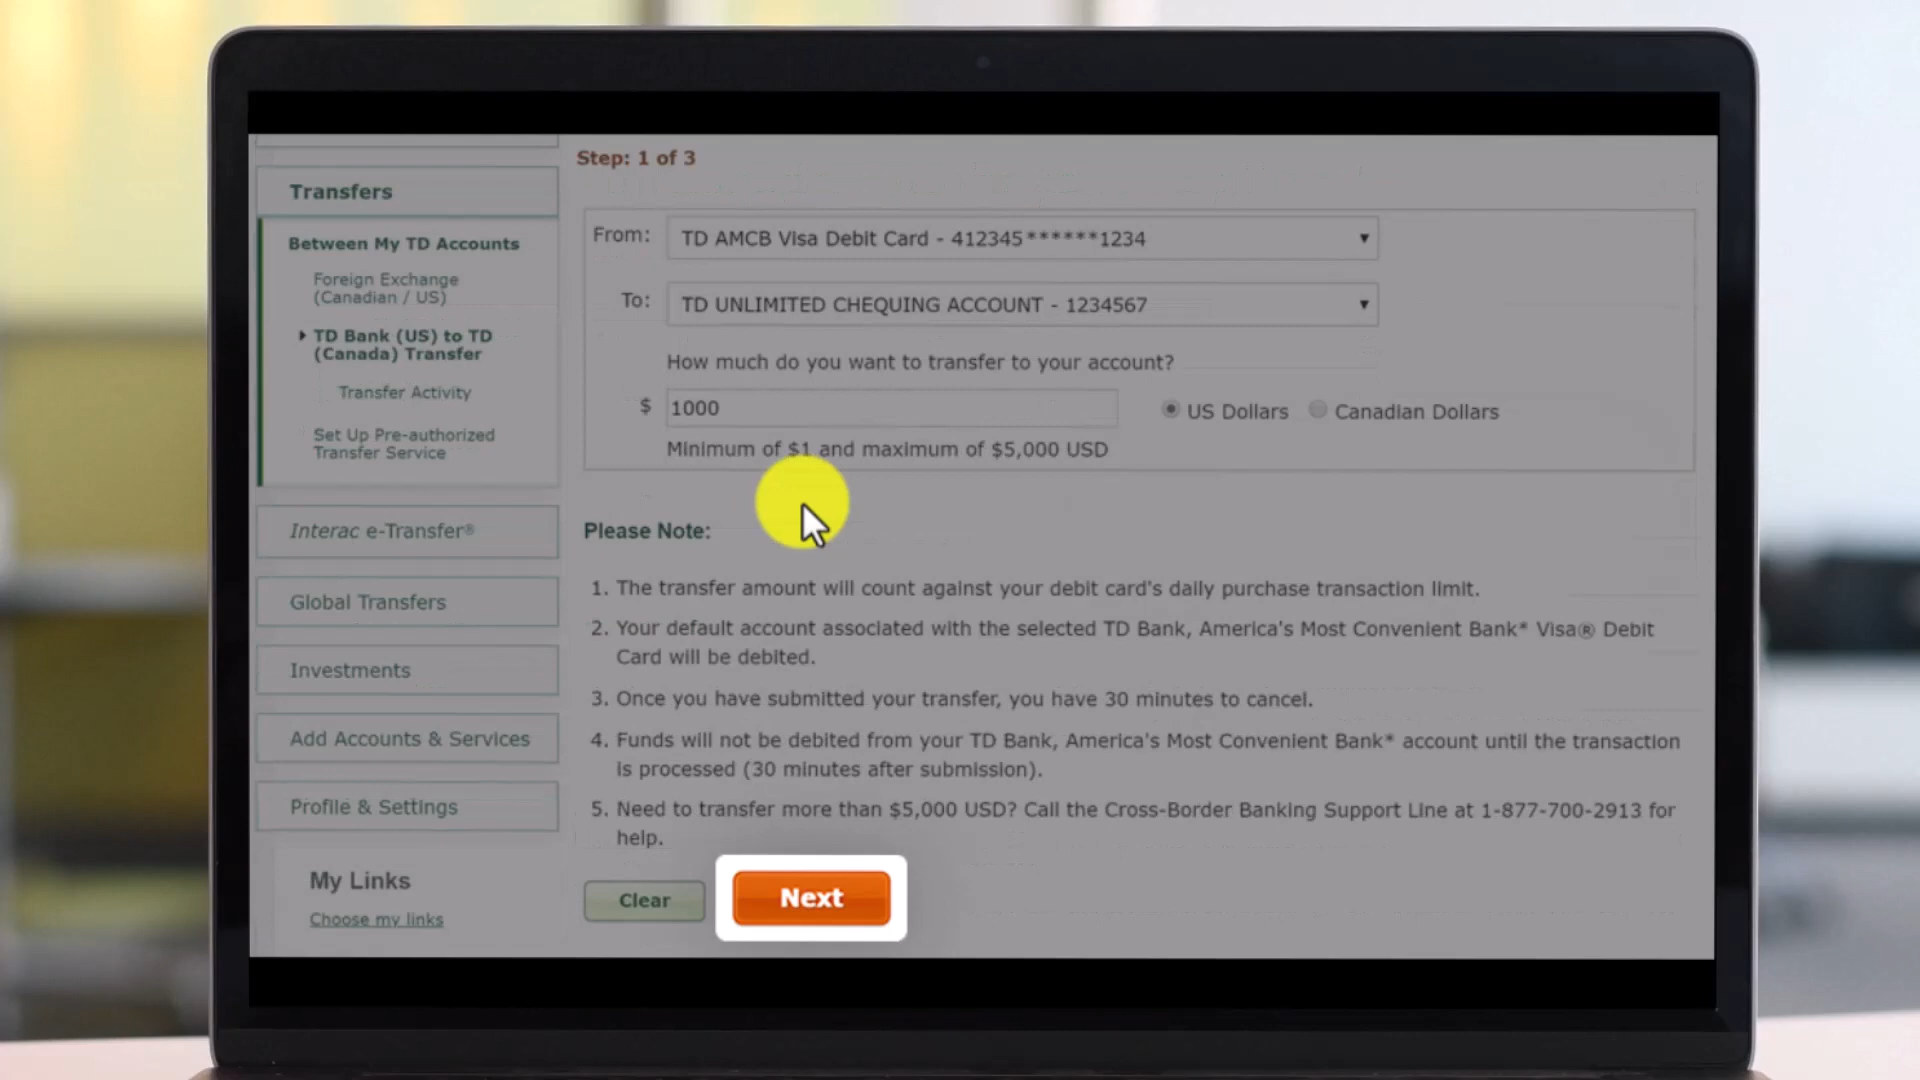 Step: 1 of 3
Transfers
Between My TD Accounts
Foreign Exchange
(Canadian / US)
TD Bank (US) to TD
(Canada) Transfer
Transfer Activity
Set Up Pre-authorized
Transfer Service
Interac e-Transfer®
Global Transfers
Investments
Add Accounts & Services
Profile & Settings
My Links
Choose my links
From: TD AMCB Visa Debit Card - 412345******1234
To: TD UNLIMITED CHEQUING ACCOUNT - 1234567
How much do you want to transfer to your account?
$ 1000 US Dollars Canadian Dollars
Minimum of $1 and maximum of $5,000 USD
Please Note:
1. The transfer amount will count against your debit card's daily purchase transaction limit.
2. Your default account associated with the selected TD Bank, America's Most Convenient Bank* Visa® Debit
Card will be debited.
3. Once you have submitted your transfer, you have 30 minutes to cancel.
4. Funds will not be debited from your TD Bank, America's Most Convenient Bank* account until the transaction
is processed (30 minutes after submission).
5. Need to transfer more than $5,000 USD? Call the Cross-Border Banking Support Line at 1-877-700-2913 for
help.
Clear Next